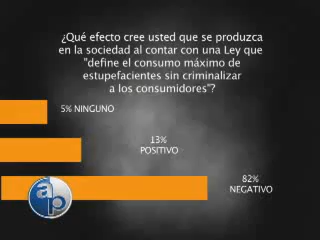 ¿Qué efecto cree usted que se produzca
en la sociedad al contar con una Ley que
"define el consumo máximo de
estupefacientes sin criminalizar
a los consumidores"?
5% NINGUNO
13%
POSITIVO
82%
NEGATIVO
ap